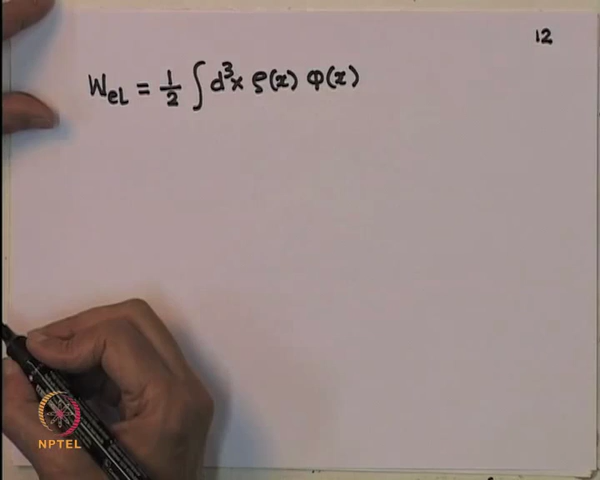 12
W_eL = 1/2 ∫ d³x ρ(x) φ(x)
NPTEL